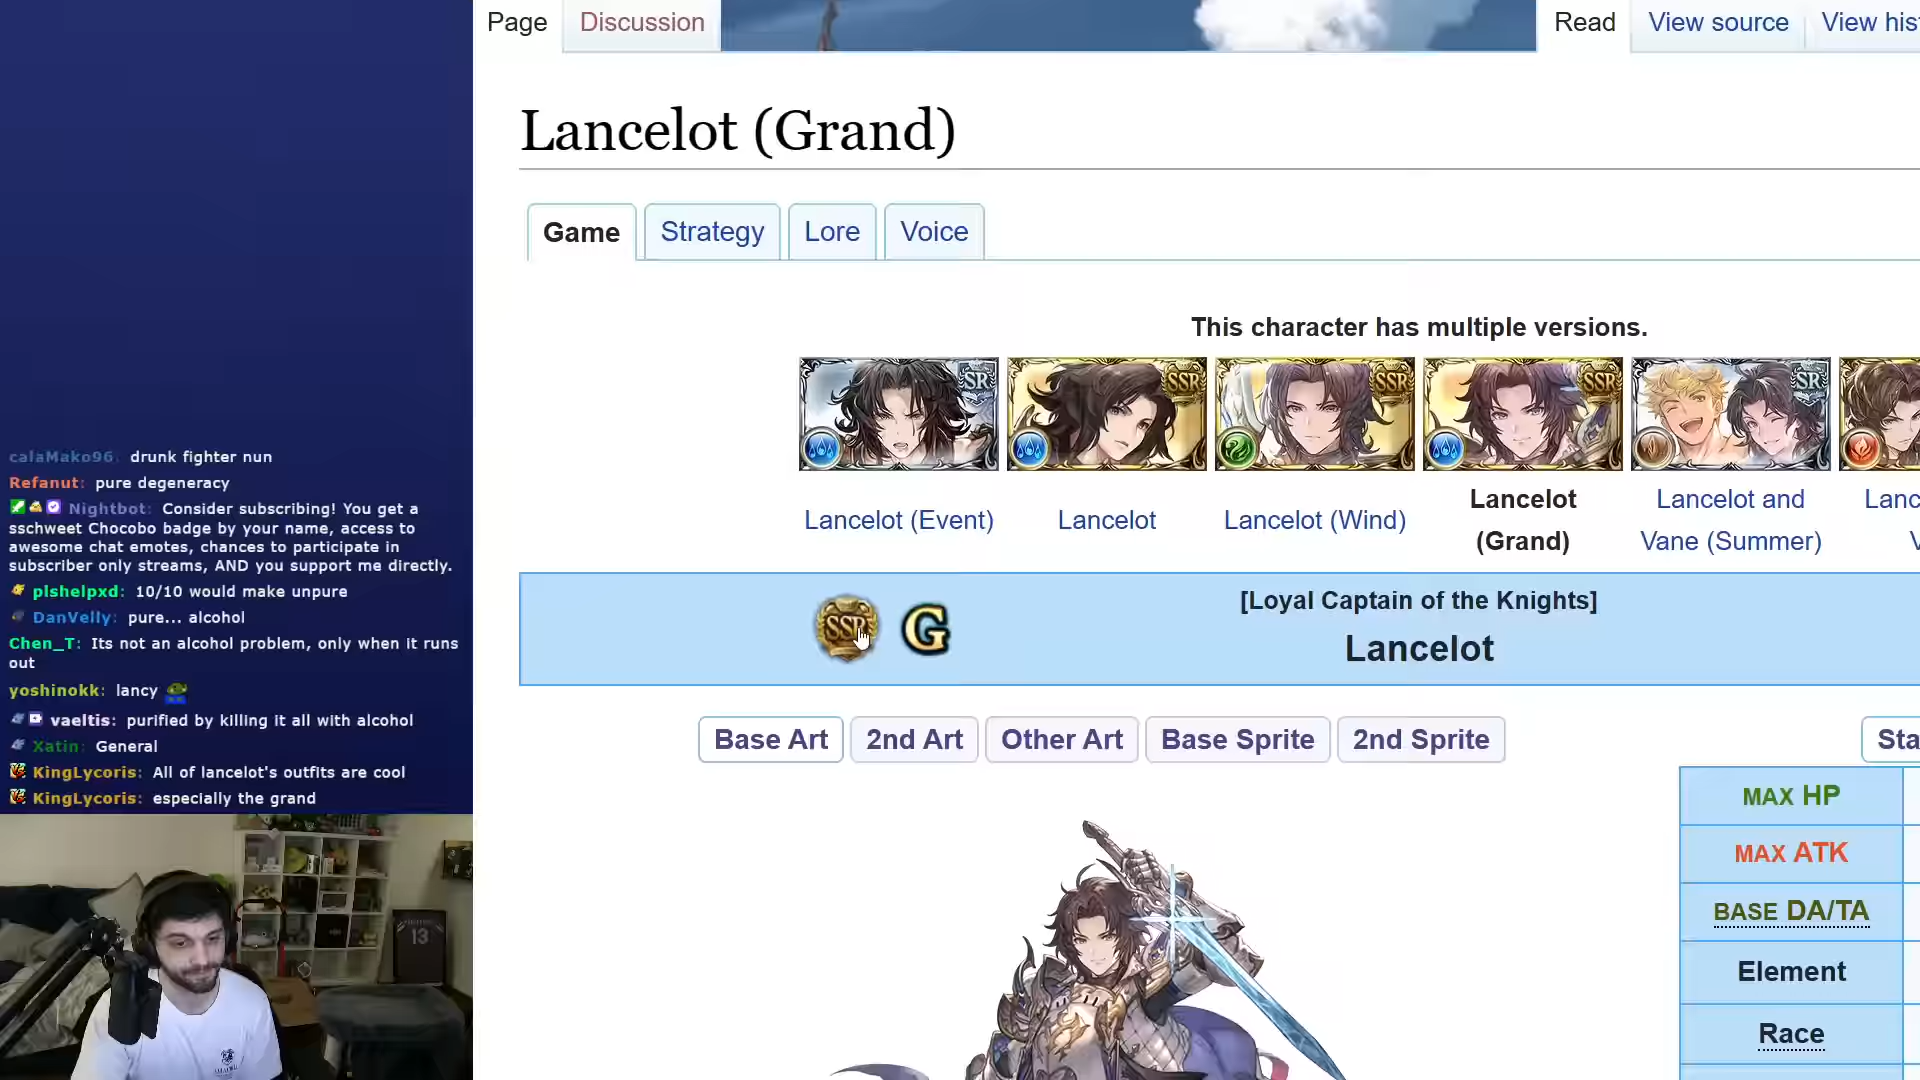 Page
Discussion
Read
View source
View his
Lancelot (Grand)
Game
Strategy
Lore
Voice
This character has multiple versions.
SR
SSR
SSR
SSR
SR
Lancelot (Event)
Lancelot
Lancelot (Wind)
Lancelot
(Grand)
Lancelot and
Vane (Summer)
Lanc
V
SSR
G
[Loyal Captain of the Knights]
Lancelot
Base Art
2nd Art
Other Art
Base Sprite
2nd Sprite
Sta
MAX HP
MAX ATK
BASE DA/TA
Element
Race
calaMako96: drunk fighter nun
Refanut: pure degeneracy
Nightbot: Consider subscribing! You get a
sschweet Chocobo badge by your name, access to
awesome chat emotes, chances to participate in
subscriber only streams, AND you support me directly.
plshelpxd: 10/10 would make unpure
DanVelly: pure... alcohol
Chen_T: Its not an alcohol problem, only when it runs
out
yoshinokk: lancy
vaeltis: purified by killing it all with alcohol
Xatin: General
KingLycoris: All of lancelot's outfits are cool
KingLycoris: especially the grand
13